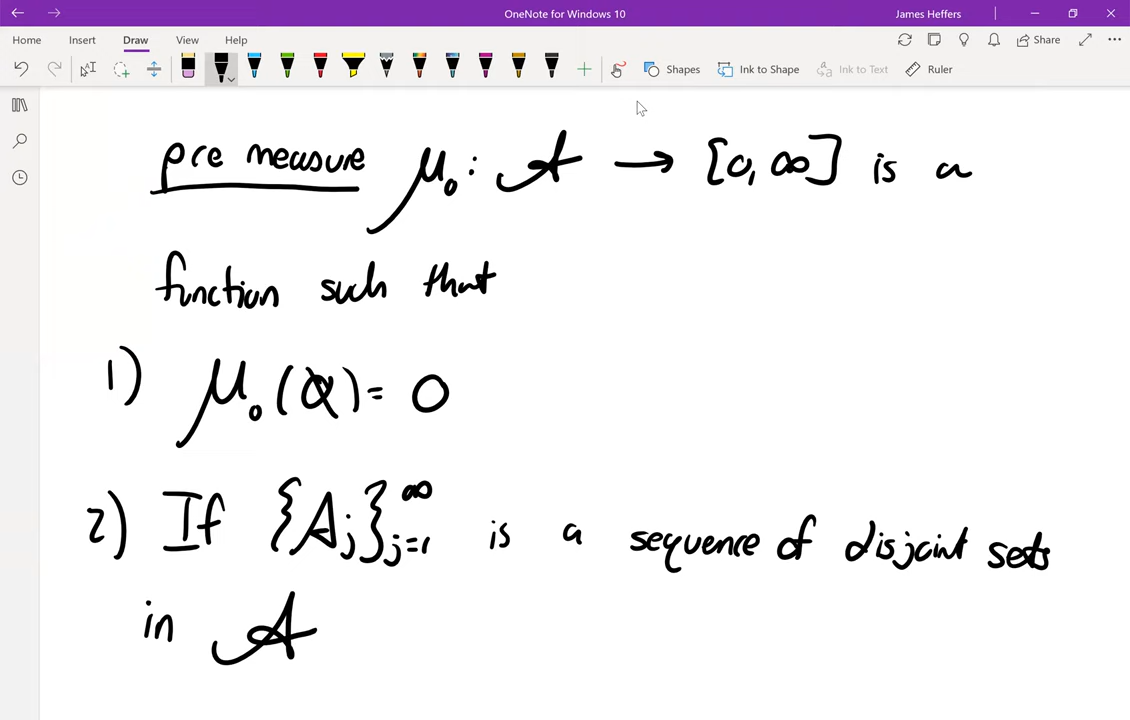 OneNote for Windows 10
James Heffers
Home Insert Draw View Help
Share
Shapes Ink to Shape Ink to Text Ruler
pre measure μ₀: 𝒜 → [0, ∞] is a
function such that
1) μ₀(∅) = 0
2) If {Aⱼ}ⱼ₌₁^∞ is a sequence of disjoint sets
in 𝒜